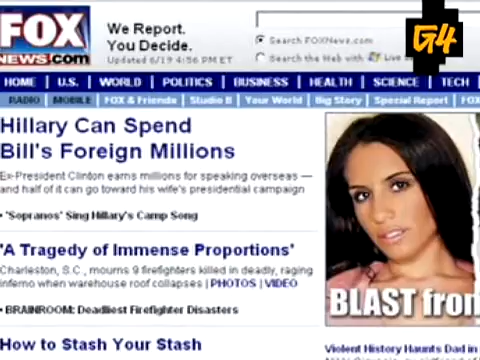 FOX
NEWS.com
We Report.
You Decide.
Updated 6/19 4:56 PM ET
Search FOXNews.com
Search the Web with Live
G4
HOME U.S. WORLD POLITICS BUSINESS HEALTH SCIENCE TECH
RADIO MOBILE FOX & Friends Studio B Your World Big Story Special Report FOX
Hillary Can Spend
Bill's Foreign Millions
Ex-President Clinton earns millions for speaking overseas —
and half of it can go toward his wife's presidential campaign
• 'Sopranos' Sing Hillary's Camp Song
'A Tragedy of Immense Proportions'
Charleston, S.C., mourns 9 firefighters killed in deadly, raging
inferno when warehouse roof collapses | PHOTOS | VIDEO
• BRAINROOM: Deadliest Firefighter Disasters
How to Stash Your Stash
BLAST from
Violent History Haunts Dad in